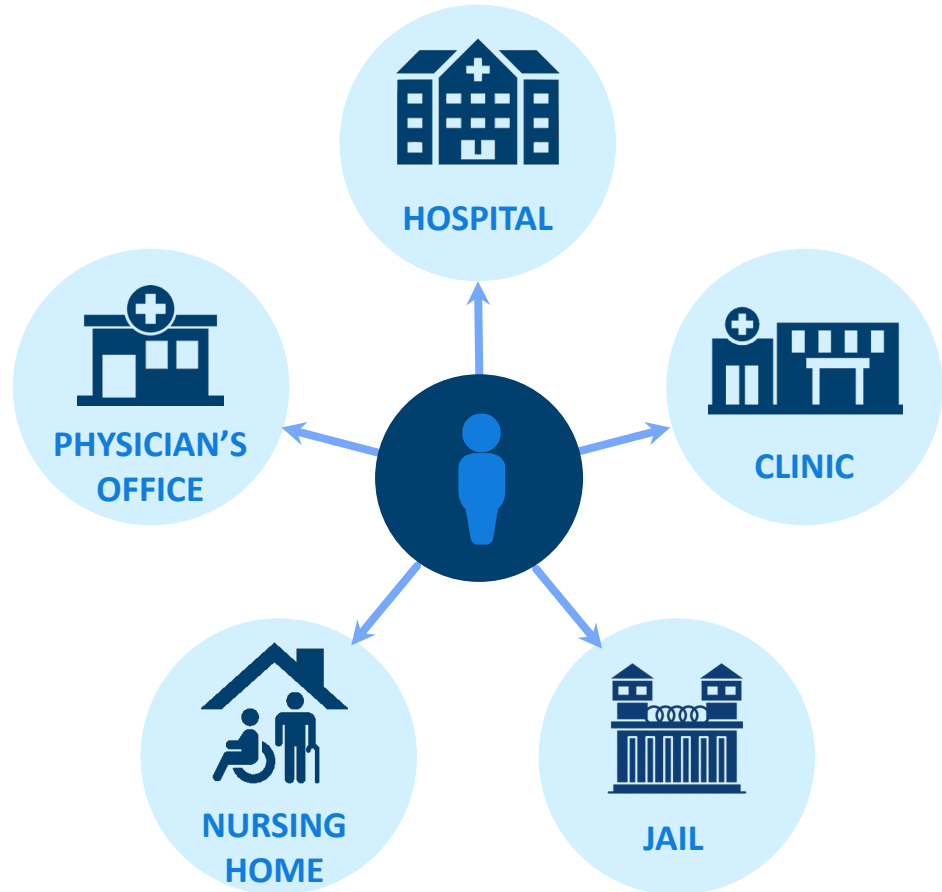 HOSPITAL
PHYSICIAN'S
OFFICE
CLINIC
NURSING
HOME
JAIL